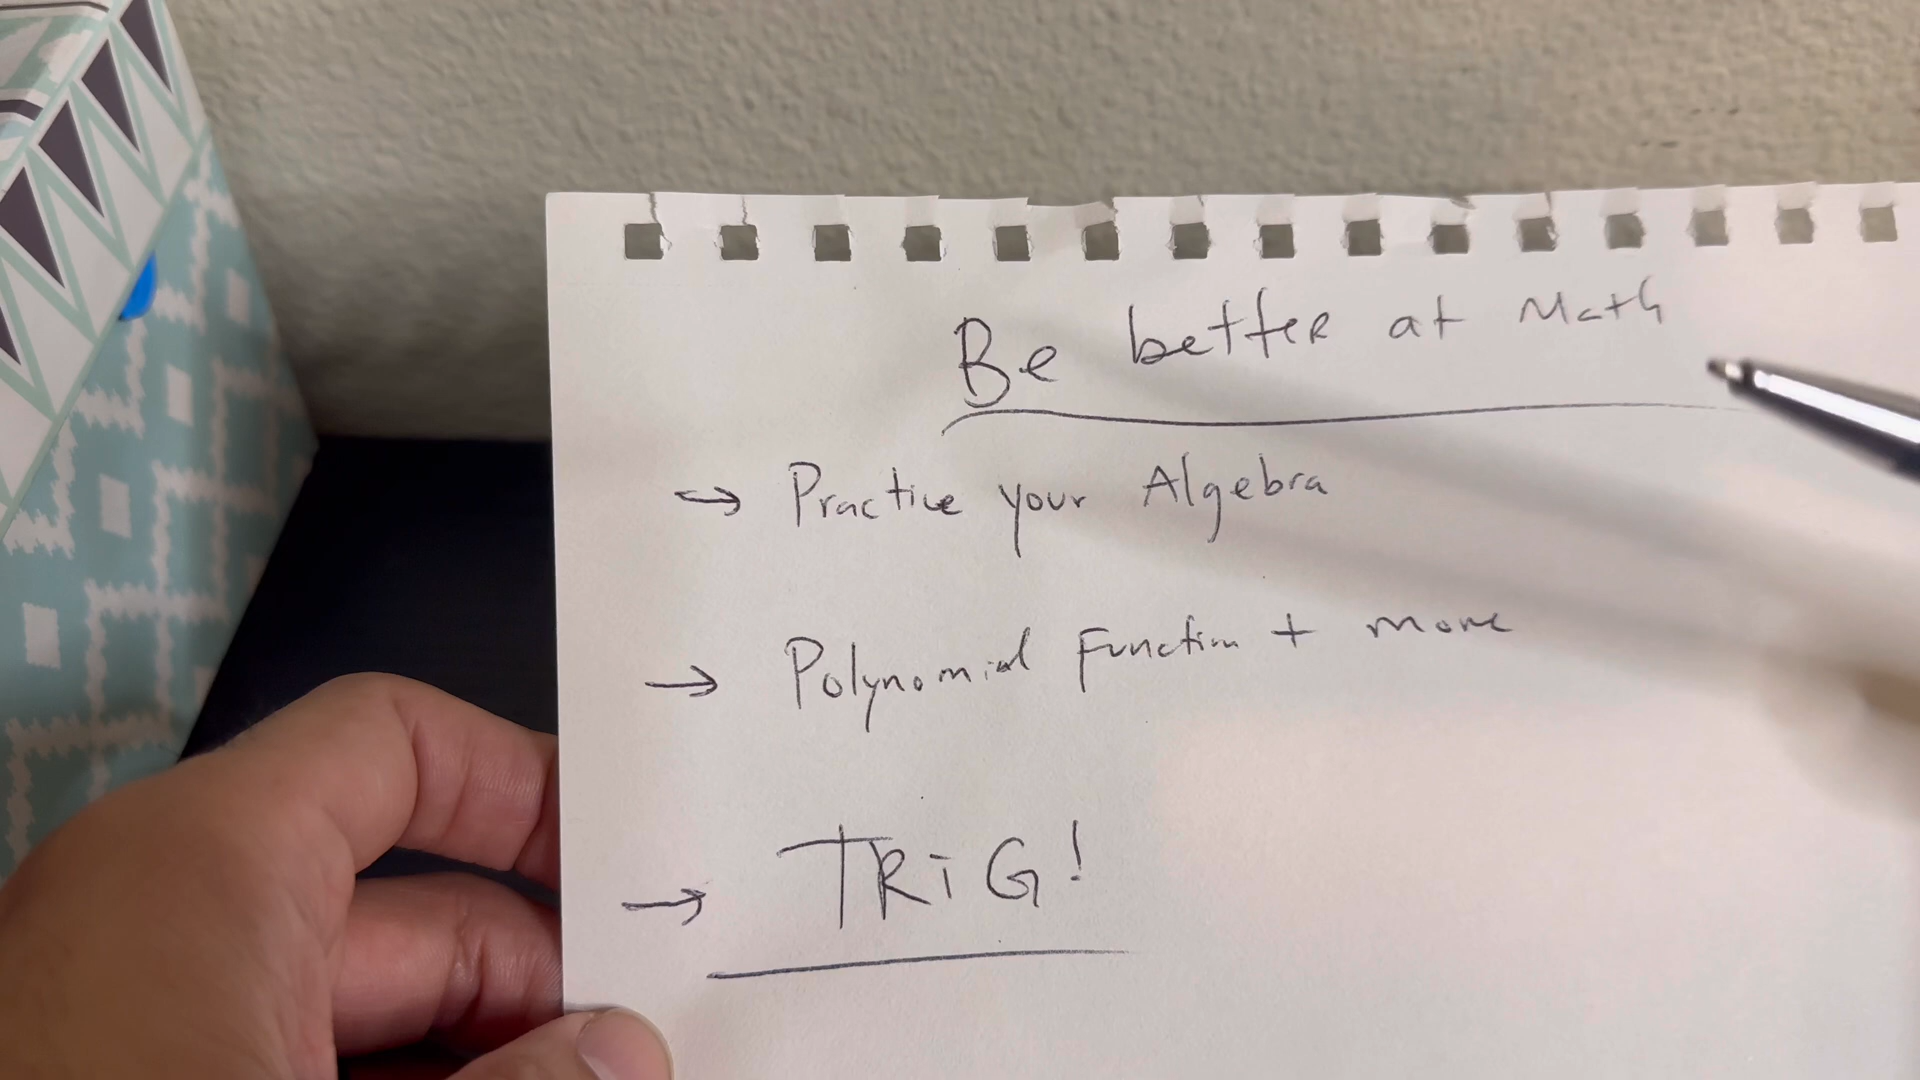 Be better at Math
→ Practice your Algebra
→ Polynomial Function + more
→ TRiG!